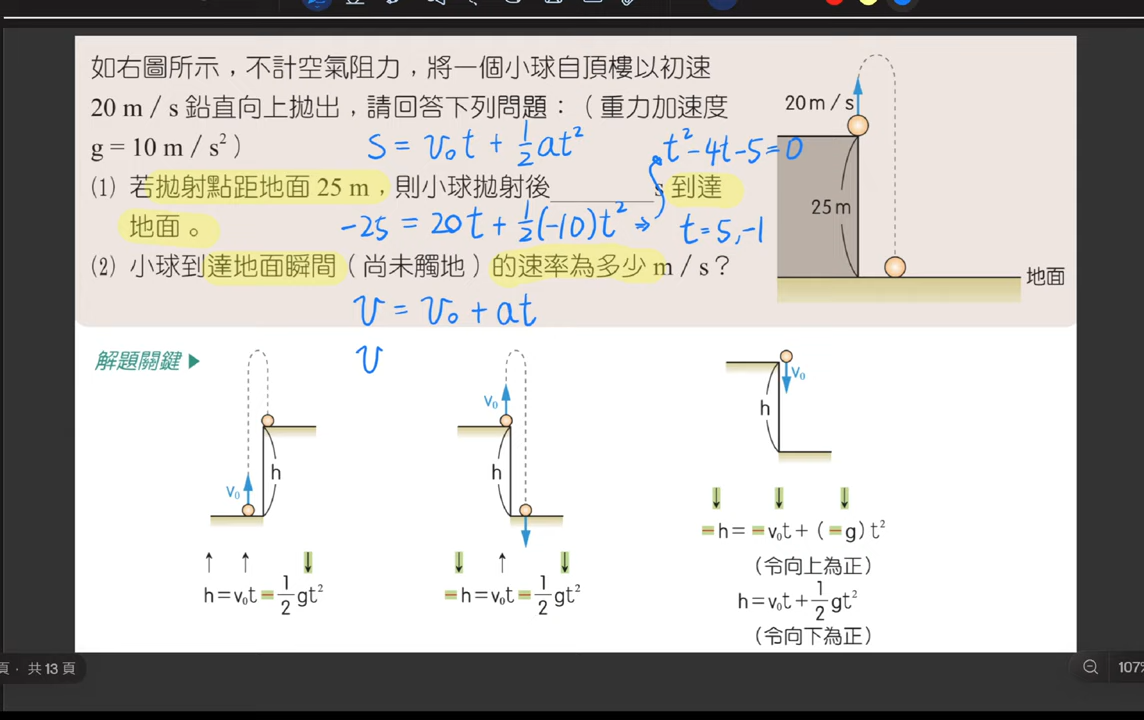 如右圖所示，不計空氣阻力，將一個小球自頂樓以初速
20 m / s 鉛直向上拋出，請回答下列問題：（重力加速度
g = 10 m / s²）
S = v₀t + ½at²
t² - 4t - 5 = 0
(1) 若拋射點距地面 25 m，則小球拋射後________s 到達
地面。
-25 = 20t + ½(-10)t² ⇒
t = 5, -1
(2) 小球到達地面瞬間（尚未觸地）的速率為多少 m / s？
v = v₀ + at
v
20 m / s
25 m
地面
解題關鍵▶
v₀
h
↑ ↑ ↓
h = v₀t - ½gt²
v₀
h
↓ ↑ ↓
-h = v₀t - ½gt²
v₀
h
↓ ↓ ↓
-h = -v₀t + (-g)t²
（令向上為正）
h = v₀t + ½gt²
（令向下為正）
頁 · 共 13 頁
107%